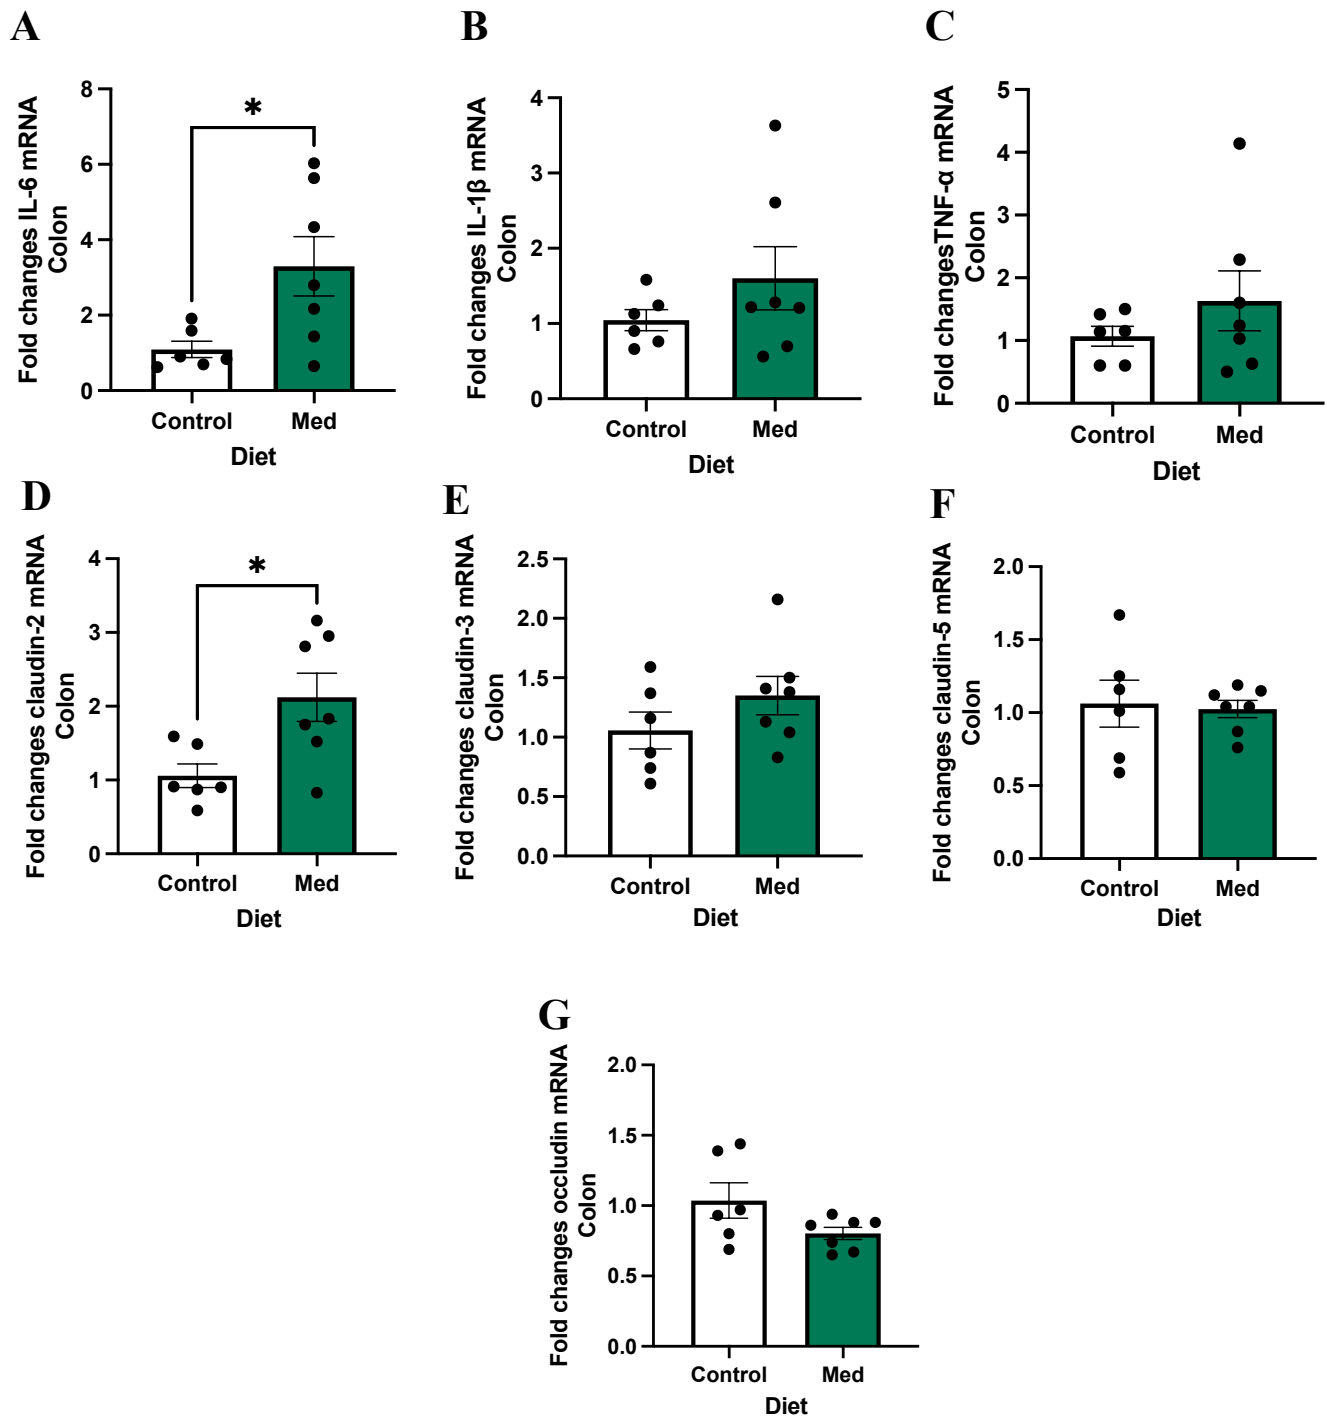 A
Fold changes IL-6 mRNA
Colon
8
6
4
2
0
*
Control
Med
Diet
B
Fold changes IL-1β mRNA
Colon
4
3
2
1
0
Control
Med
Diet
C
Fold changesTNF-α mRNA
Colon
5
4
3
2
1
0
Control
Med
Diet
D
Fold changes claudin-2 mRNA
Colon
4
3
2
1
0
*
Control
Med
Diet
E
Fold changes claudin-3 mRNA
Colon
2.5
2.0
1.5
1.0
0.5
0.0
Control
Med
Diet
F
Fold changes claudin-5 mRNA
Colon
2.0
1.5
1.0
0.5
0.0
Control
Med
Diet
G
Fold changes occludin mRNA
Colon
2.0
1.5
1.0
0.5
0.0
Control
Med
Diet